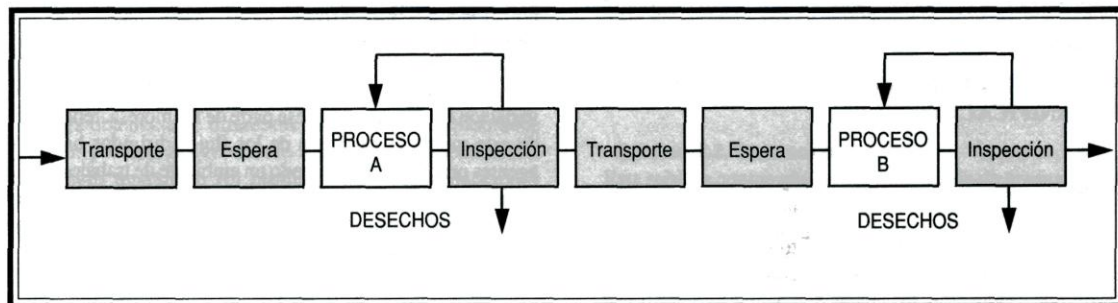 Transporte
Espera
PROCESO
A
Inspección
Transporte
Espera
PROCESO
B
Inspección
DESECHOS
DESECHOS